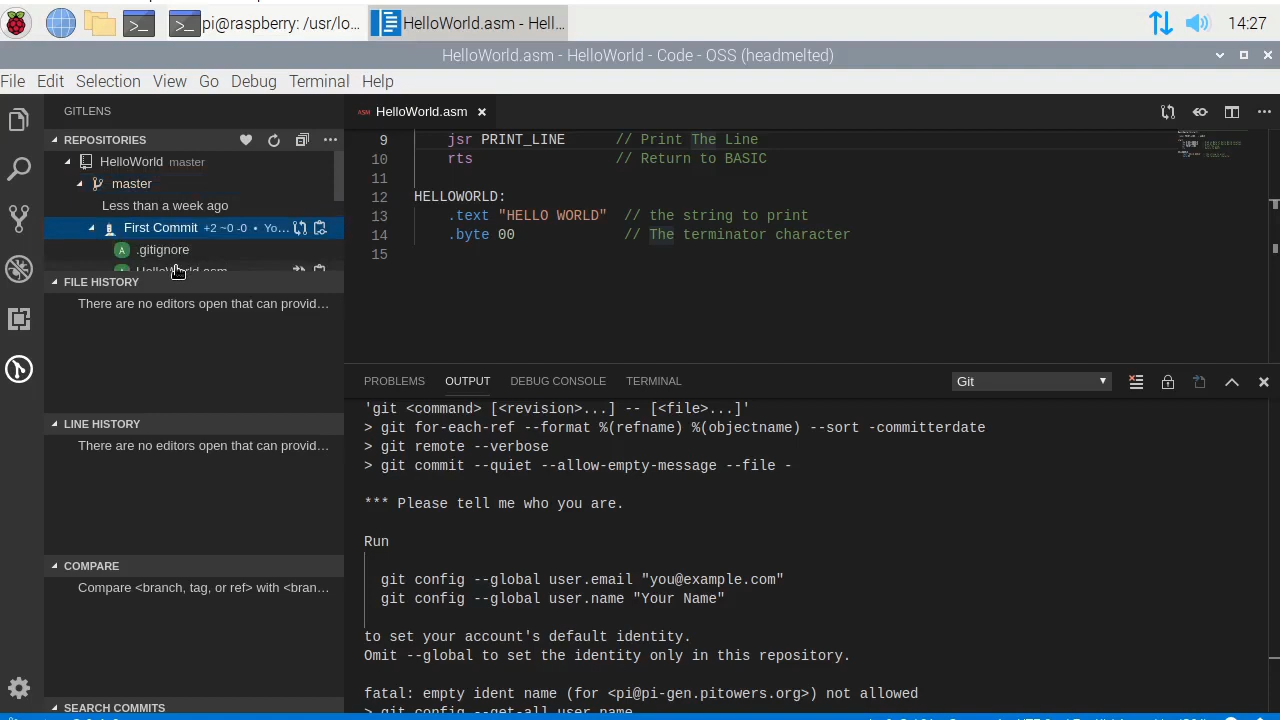 pi@raspberry: /usr/lo...
HelloWorld.asm - Hell...
14:27
HelloWorld.asm - HelloWorld - Code - OSS (headmelted)
File Edit Selection View Go Debug Terminal Help
GITLENS
REPOSITORIES
HelloWorld master
master
Less than a week ago
First Commit +2 ~0 -0 • Yo...
A .gitignore
A HelloWorld.asm
FILE HISTORY
There are no editors open that can provid...
LINE HISTORY
There are no editors open that can provid...
COMPARE
Compare <branch, tag, or ref> with <bran...
SEARCH COMMITS
ASM HelloWorld.asm
9 jsr PRINT_LINE // Print The Line
10 rts // Return to BASIC
11
12 HELLOWORLD:
13 .text "HELLO WORLD" // the string to print
14 .byte 00 // The terminator character
15
PROBLEMS OUTPUT DEBUG CONSOLE TERMINAL Git
'git <command> [<revision>...] -- [<file>...]'
> git for-each-ref --format %(refname) %(objectname) --sort -committerdate
> git remote --verbose
> git commit --quiet --allow-empty-message --file -
*** Please tell me who you are.
Run
git config --global user.email "you@example.com"
git config --global user.name "Your Name"
to set your account's default identity.
Omit --global to set the identity only in this repository.
fatal: empty ident name (for <pi@pi-gen.pitowers.org>) not allowed
> git config --get-all user.name